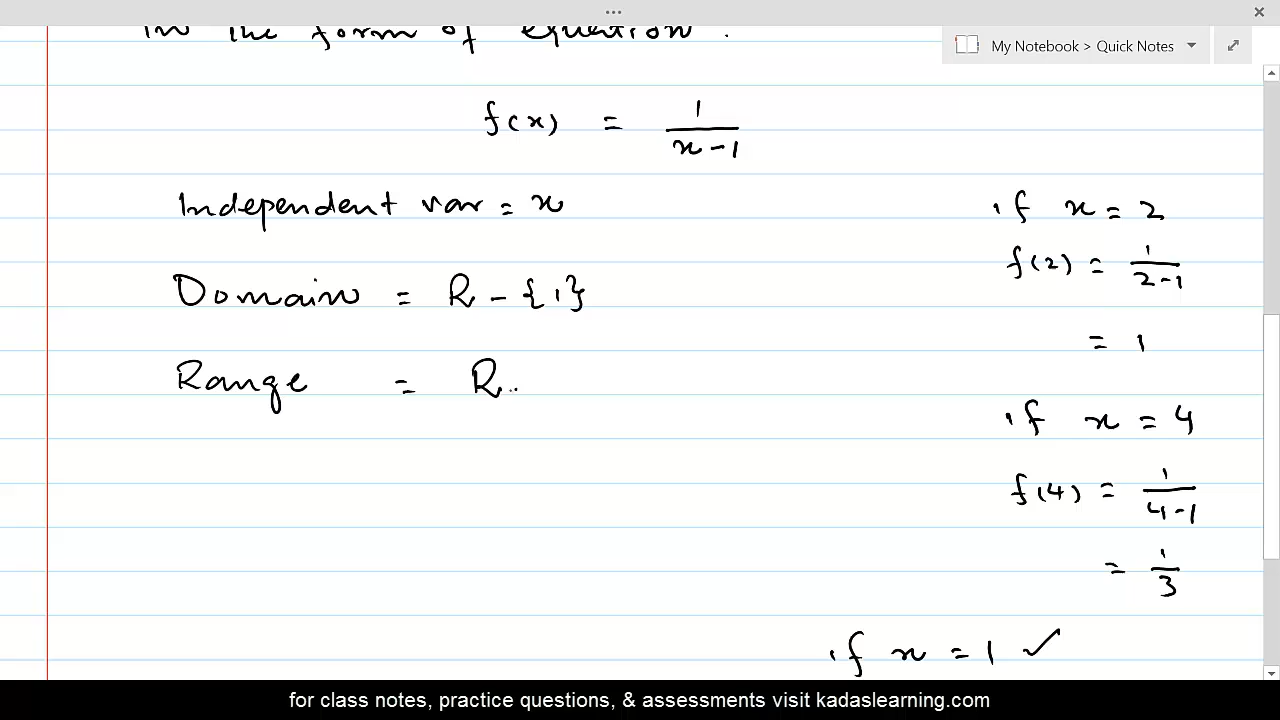 ...
in the form of equation.
My Notebook > Quick Notes
f(x) = 1/(x-1)
Independent var = x
Domain = R - {1}
Range = R..
if x = 2
f(2) = 1/(2-1)
= 1
if x = 4
f(4) = 1/(4-1)
= 1/3
if x = 1 ✓
for class notes, practice questions, & assessments visit kadaslearning.com